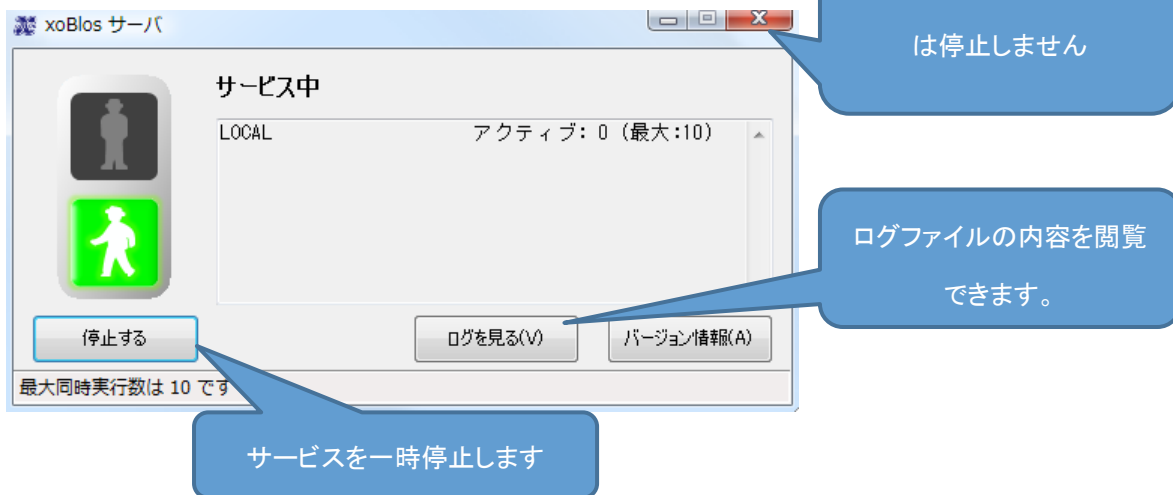 xoBlos サーバ
は停止しません
サービス中
LOCAL アクティブ: 0 (最大:10)
ログファイルの内容を閲覧
できます。
停止する
ログを見る(V)
バージョン情報(A)
最大同時実行数は 10 です
サービスを一時停止します